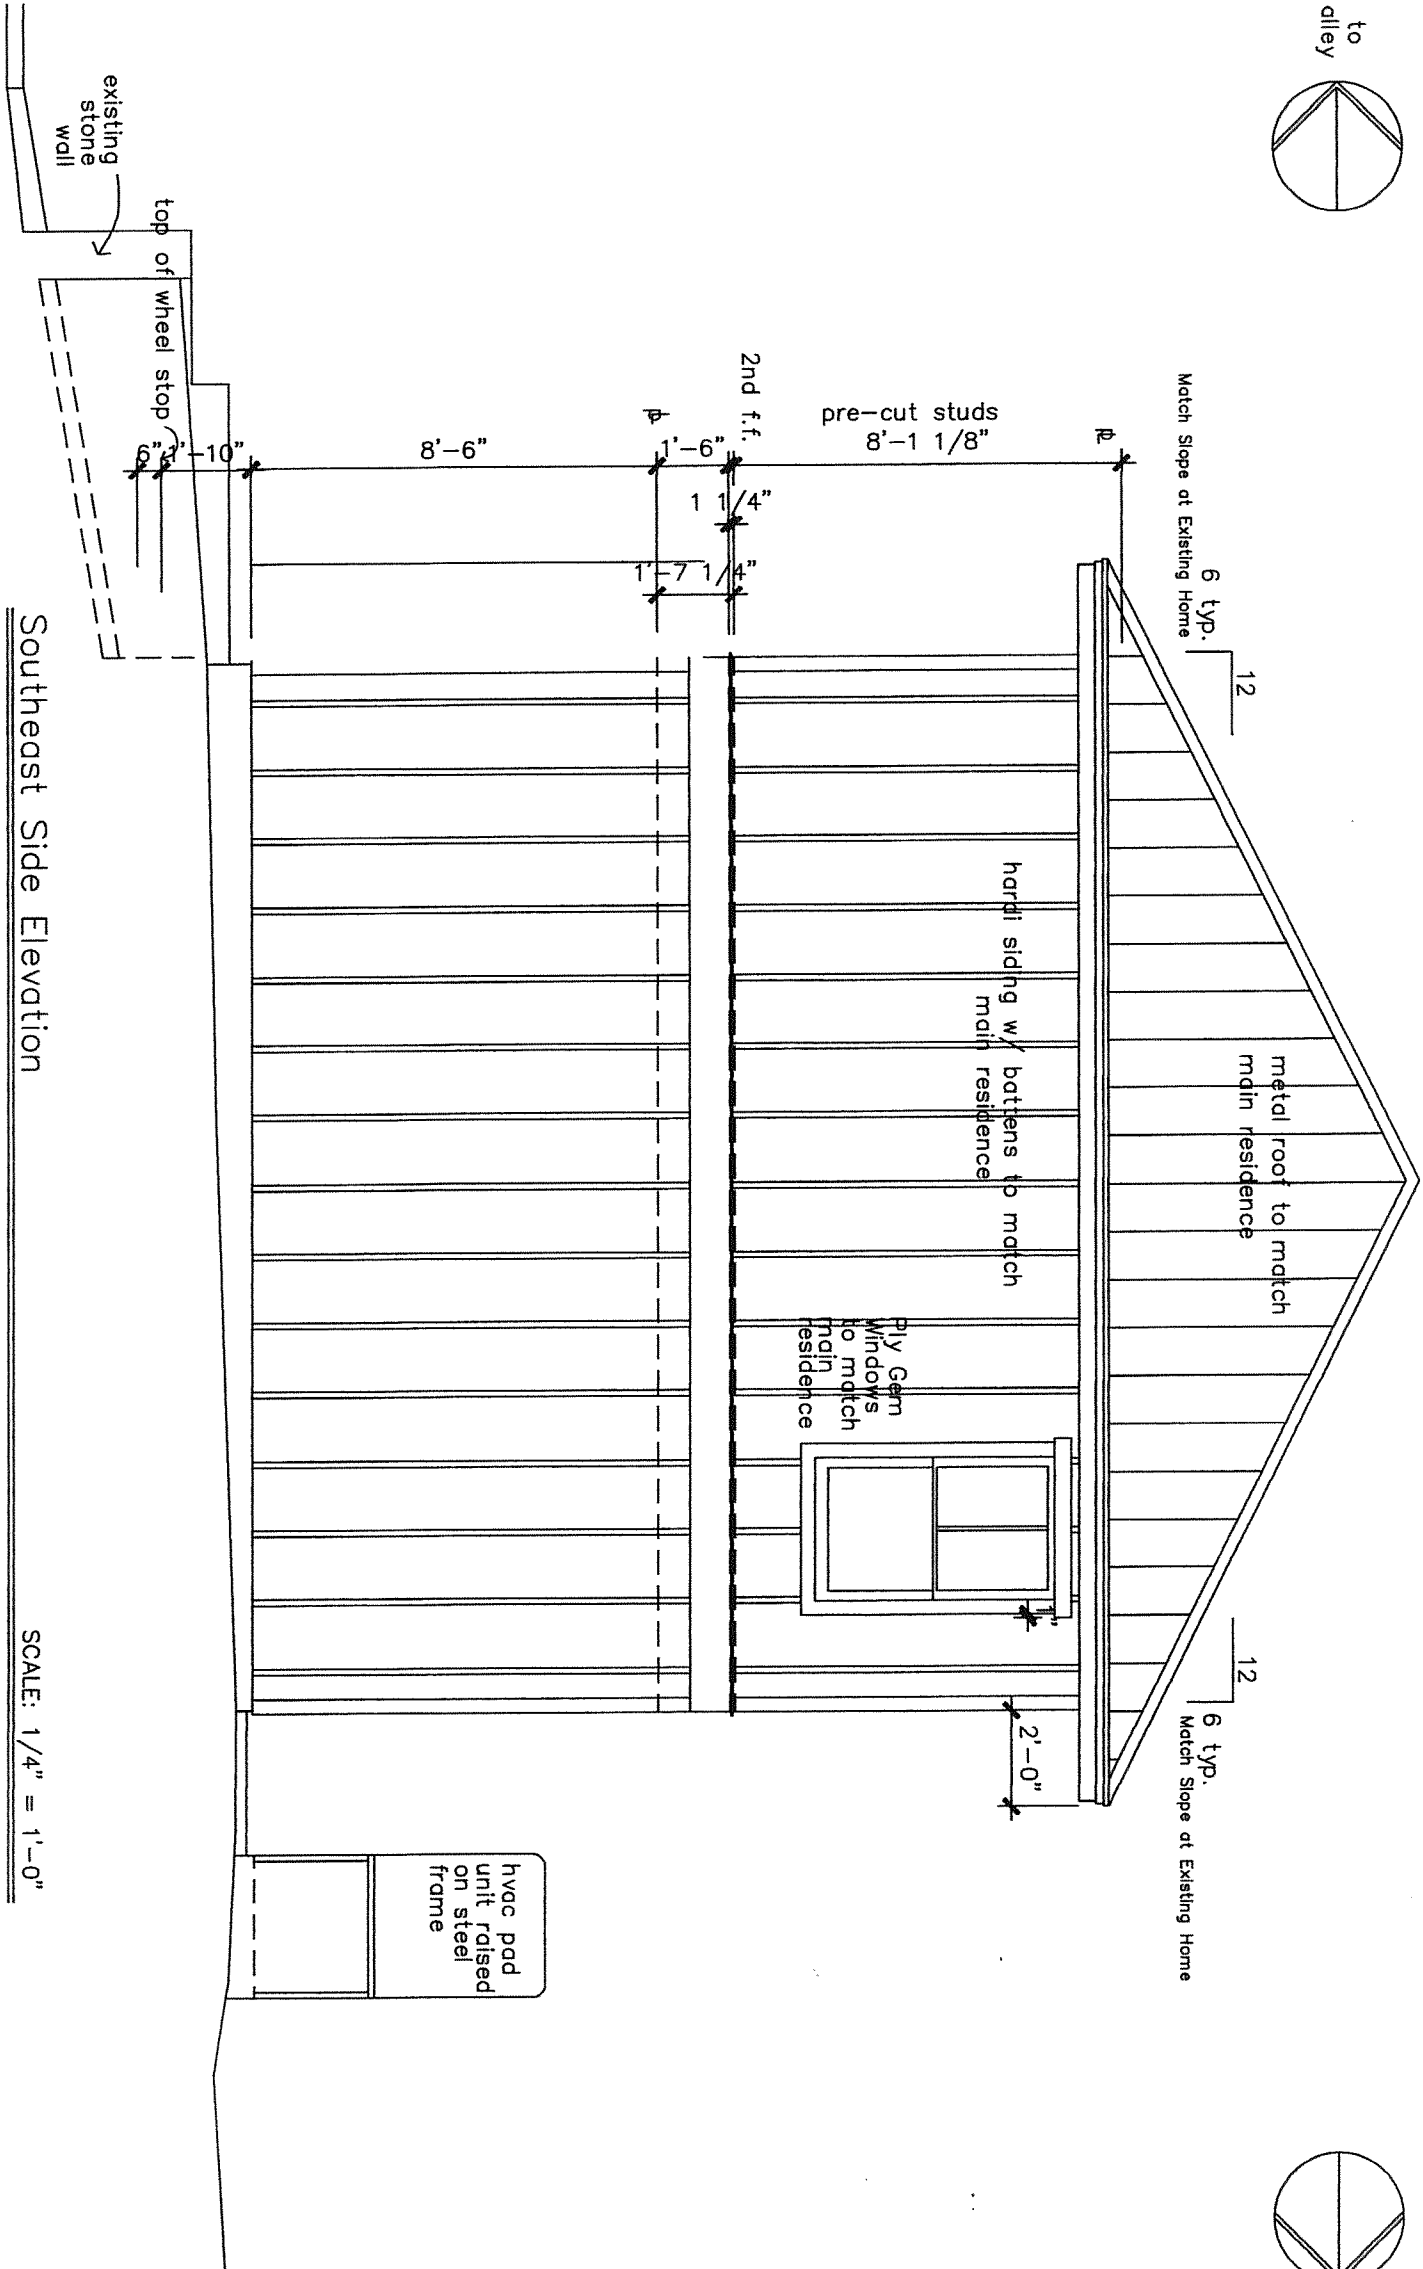 to
alley
Match Slope at Existing Home
6 typ.
12
12
6 typ.
Match Slope at Existing Home
metal roof to match
main residence
pre-cut studs
8'-1 1/8"
hardi siding w/ battens to match
main residence
Ply Gem
Windows
to match
main
residence
1"
2'-0"
2nd f.f.
1'-6"
1 1/4"
1'-7 1/4"
8'-6"
1'-10"
6"
top of wheel stop
existing
stone
wall
hvac pad
unit raised
on steel
frame
Southeast Side Elevation
SCALE: 1/4" = 1'-0"